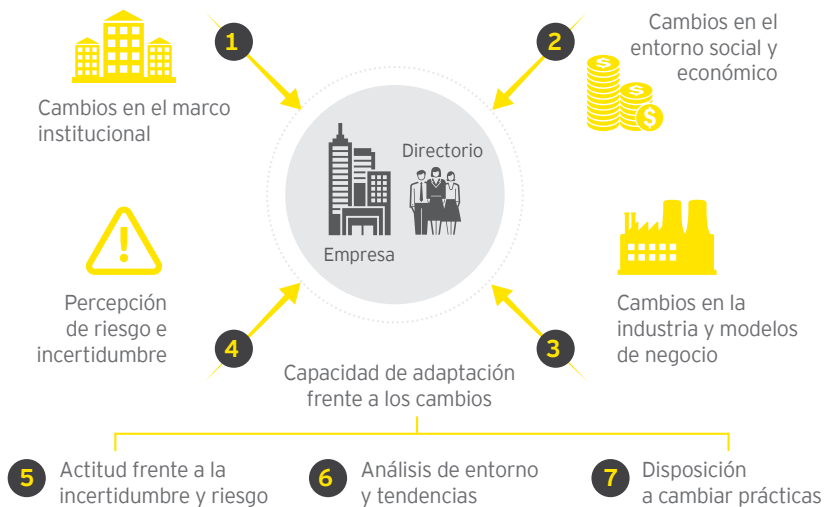 1
Cambios en el marco
institucional
2
Cambios en el
entorno social y
económico
$
$
$
Directorio
Empresa
4
Percepción
de riesgo e
incertidumbre
3
Cambios en la
industria y modelos
de negocio
Capacidad de adaptación
frente a los cambios
5
Actitud frente a la
incertidumbre y riesgo
6
Análisis de entorno
y tendencias
7
Disposición
a cambiar prácticas